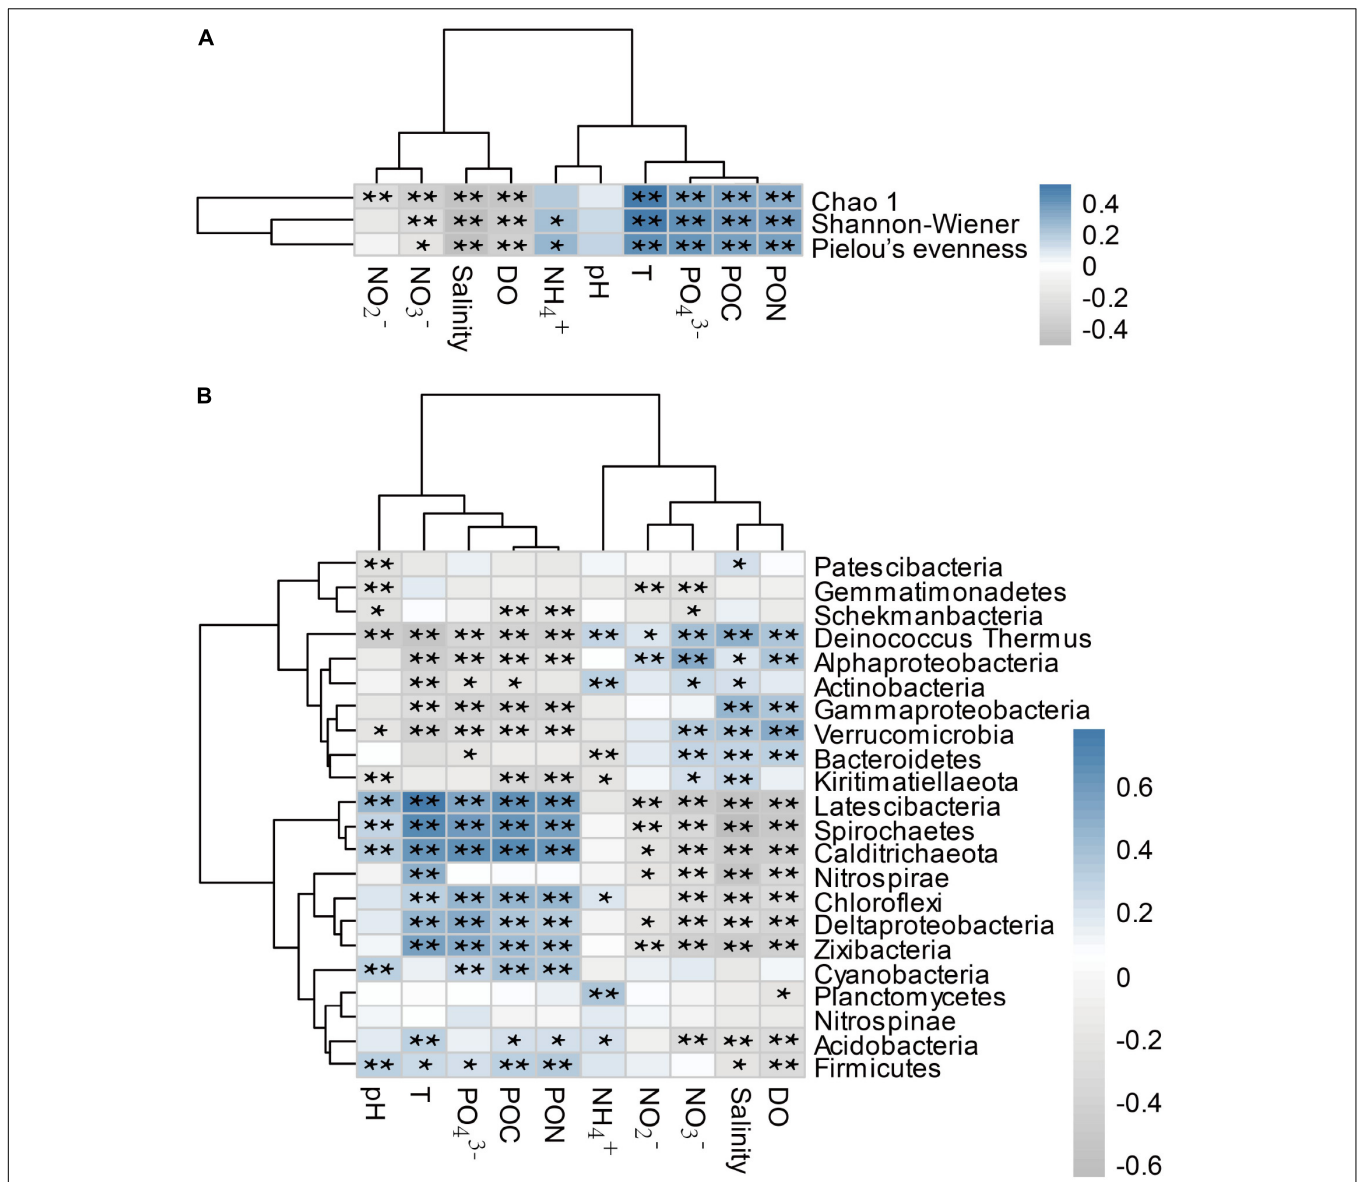 A
** ** ** ** ** ** ** ** Chao 1
** ** ** * ** ** ** ** Shannon-Wiener
* ** ** * ** ** ** ** Pielou's evenness
NO₂⁻ NO₃⁻ Salinity DO NH₄⁺ pH T PO₄³⁻ POC PON
0.4
0.2
0
-0.2
-0.4
B
** * Patescibacteria
** ** ** Gemmatimonadetes
* ** ** * Schekmanbacteria
** ** ** ** ** ** * ** ** ** Deinococcus Thermus
** ** ** ** ** ** * ** Alphaproteobacteria
** * * ** * * Actinobacteria
** ** ** ** ** ** Gammaproteobacteria
* ** ** ** ** ** ** ** Verrucomicrobia
* ** ** ** ** Bacteroidetes
** ** ** * * ** Kiritimatiellaeota
** ** ** ** ** ** ** ** ** Latescibacteria
** ** ** ** ** ** ** ** ** Spirochaetes
** ** ** ** ** * ** ** ** Calditrichaeota
** * ** ** ** Nitrospirae
** ** ** ** * ** ** ** Chloroflexi
** ** ** ** * ** ** ** Deltaproteobacteria
** ** ** ** ** ** ** ** Zixibacteria
** ** ** ** Cyanobacteria
** * Planctomycetes
Nitrospinae
** * * * ** ** ** Acidobacteria
** * * ** ** * ** Firmicutes
pH T PO₄³⁻ POC PON NH₄⁺ NO₂⁻ NO₃⁻ Salinity DO
0.6
0.4
0.2
0
-0.2
-0.4
-0.6